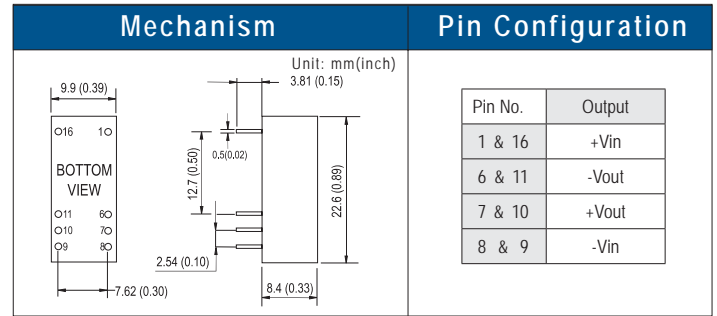 Mechanism
Pin Configuration
Unit: mm(inch)
3.81 (0.15)
9.9 (0.39)
O16 1O
BOTTOM
VIEW
O11 6O
O10 7O
O9 8O
7.62 (0.30)
0.5(0,02)
12.7 (0.50)
22.6 (0.89)
2.54 (0.10)
8.4 (0.33)
Pin No. Output
1 & 16 +Vin
6 & 11 -Vout
7 & 10 +Vout
8 & 9 -Vin